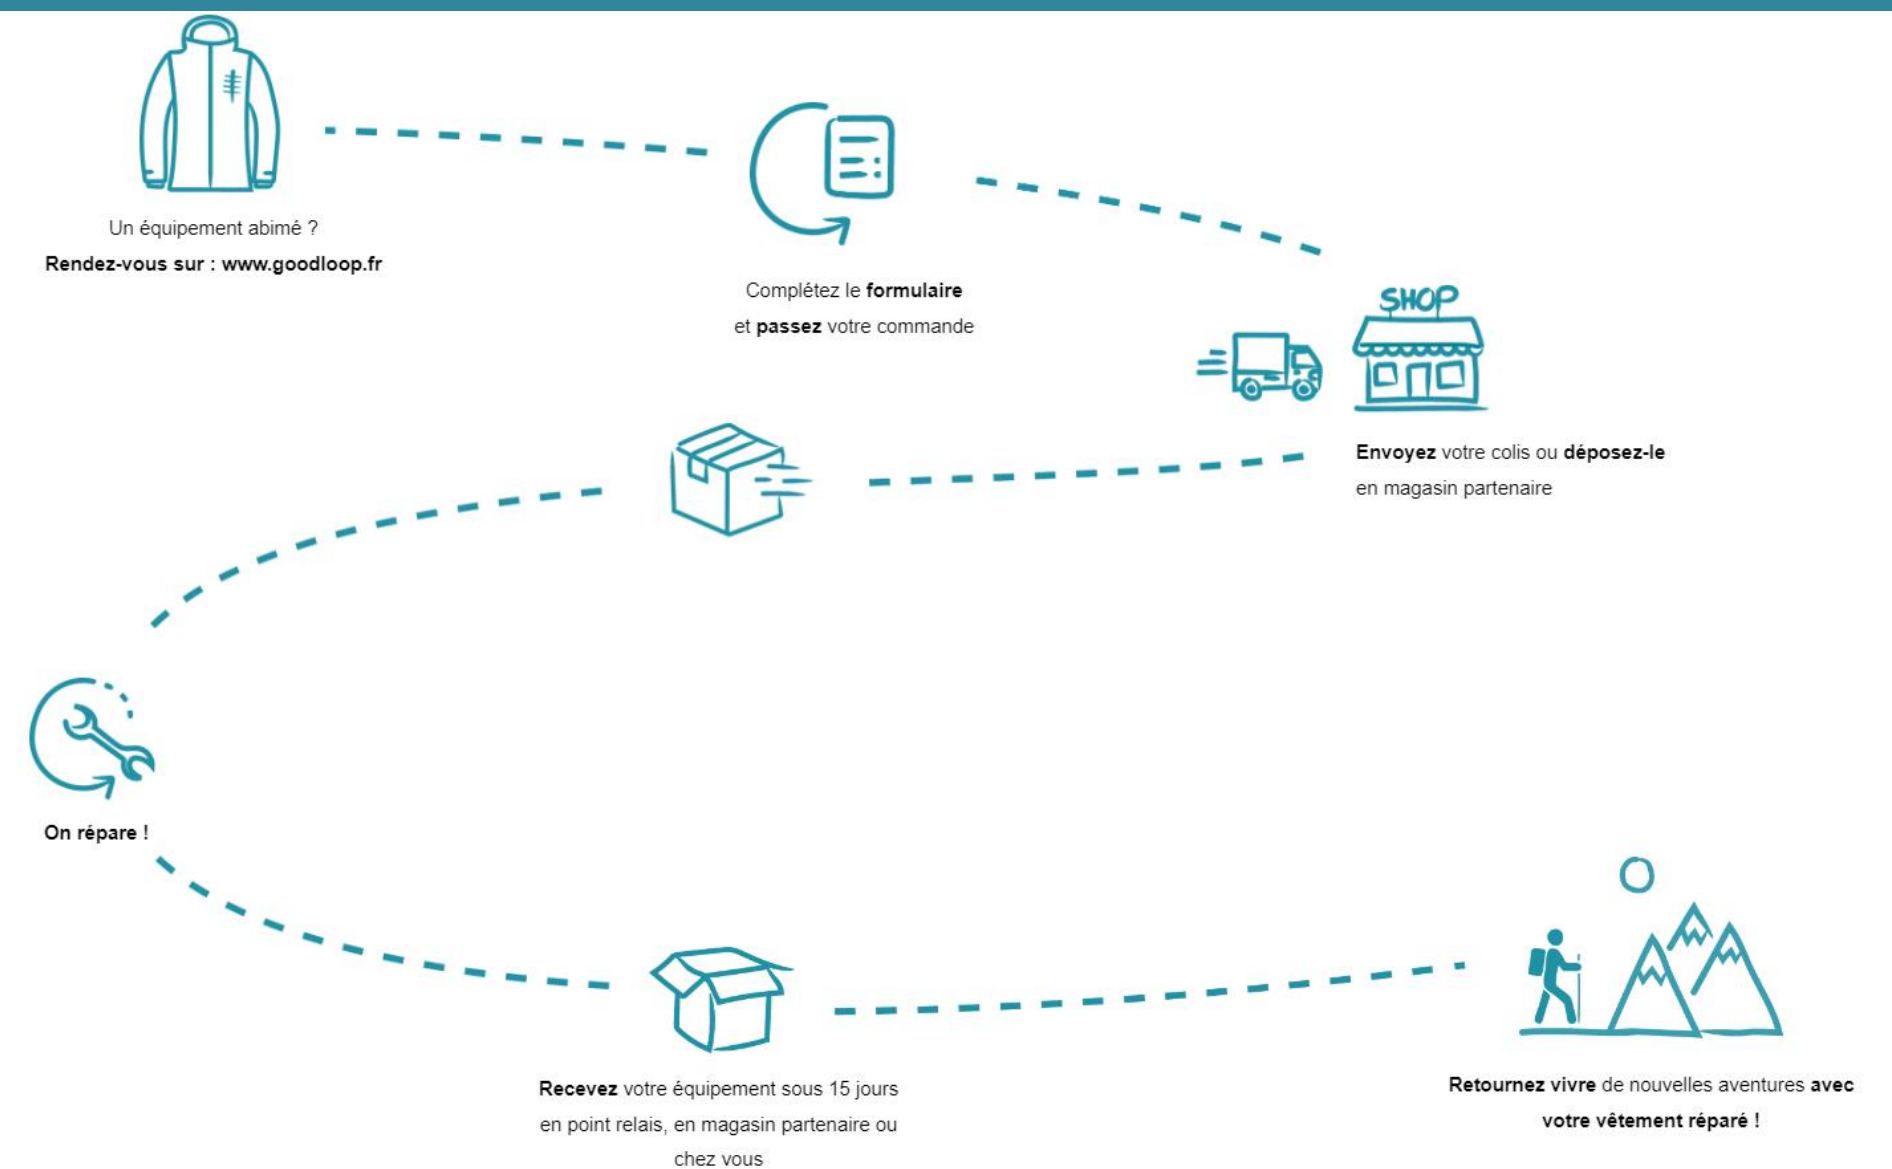 Un équipement abimé ?
Rendez-vous sur : www.goodloop.fr
Complétez le formulaire
et passez votre commande
SHOP
Envoyez votre colis ou déposez-le
en magasin partenaire
On répare !
Recevez votre équipement sous 15 jours
en point relais, en magasin partenaire ou
chez vous
Retournez vivre de nouvelles aventures avec
votre vêtement réparé !